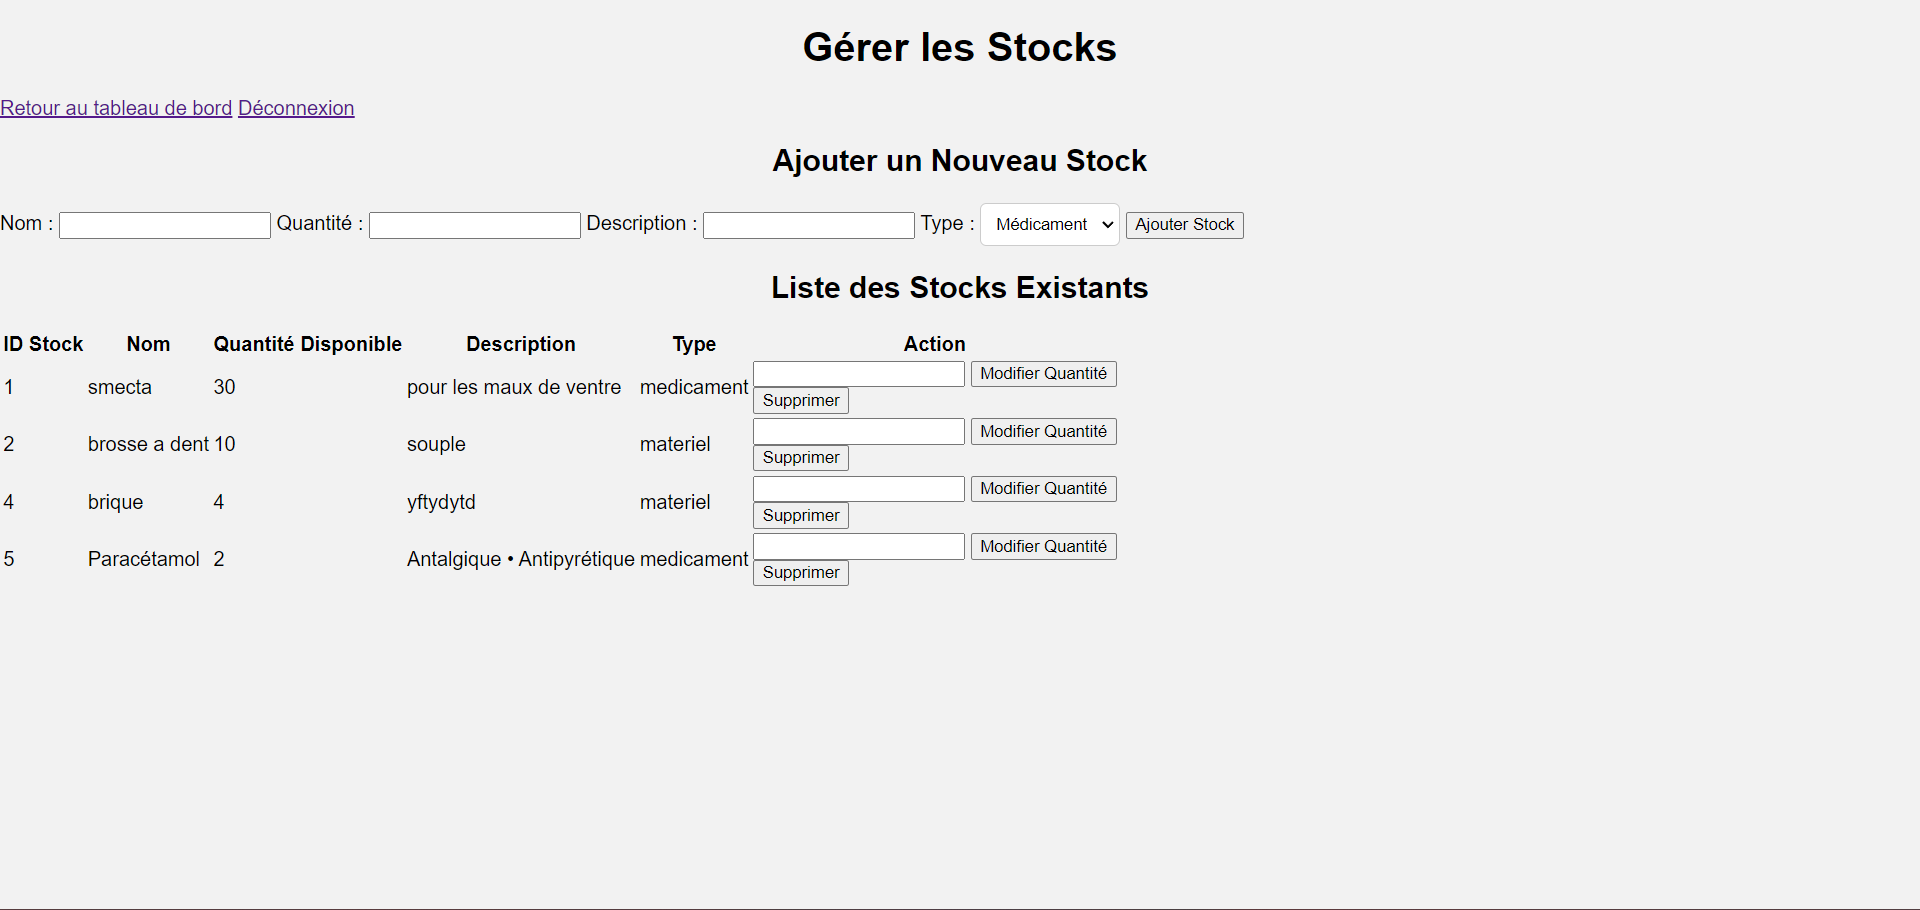 Gérer les Stocks
Retour au tableau de bord Déconnexion
Ajouter un Nouveau Stock
Nom : Quantité : Description : Type : Médicament Ajouter Stock
Liste des Stocks Existants
ID Stock Nom Quantité Disponible Description Type Action
1 smecta 30 pour les maux de ventre medicament Modifier Quantité
Supprimer
2 brosse a dent 10 souple materiel Modifier Quantité
Supprimer
4 brique 4 yftydytd materiel Modifier Quantité
Supprimer
5 Paracétamol 2 Antalgique • Antipyrétique medicament Modifier Quantité
Supprimer